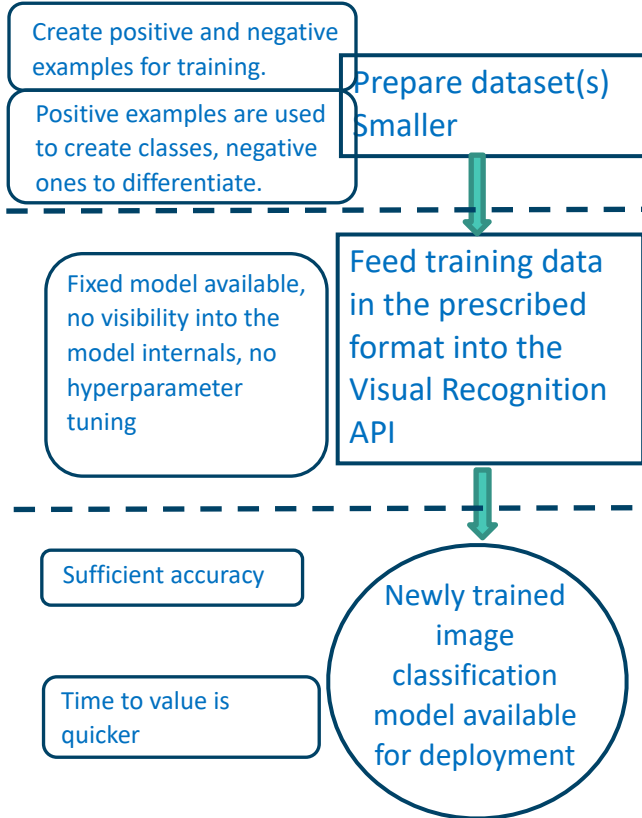 Create positive and negative
examples for training.
Prepare dataset(s)
Smaller
Positive examples are used
to create classes, negative
ones to differentiate.
Fixed model available,
no visibility into the
model internals, no
hyperparameter
tuning
Feed training data
in the prescribed
format into the
Visual Recognition
API
Sufficient accuracy
Time to value is
quicker
Newly trained
image
classification
model available
for deployment